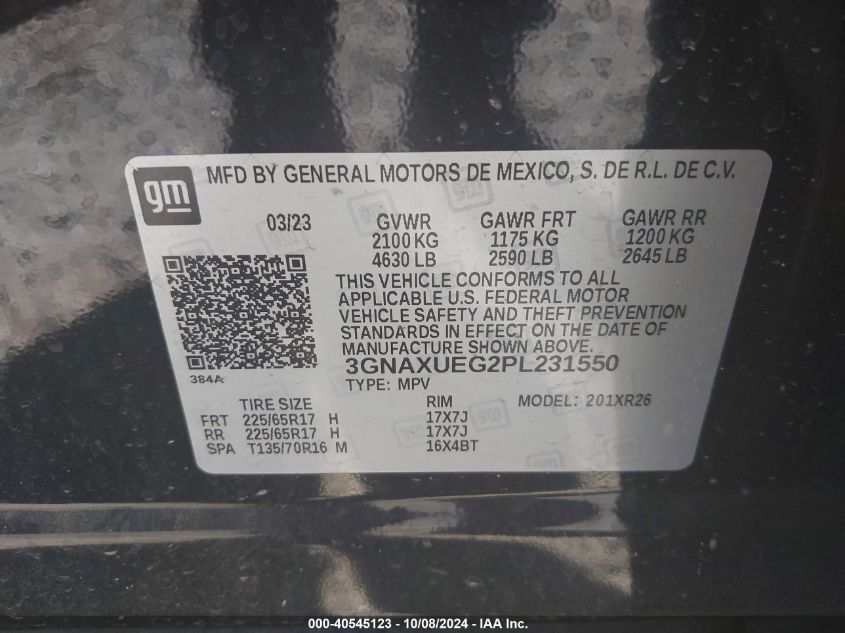 gm
MFD BY GENERAL MOTORS DE MEXICO, S. DE R.L. DE C.V.
03/23 GVWR GAWR FRT GAWR RR
2100 KG 1175 KG 1200 KG
4630 LB 2590 LB 2645 LB
THIS VEHICLE CONFORMS TO ALL
APPLICABLE U.S. FEDERAL MOTOR
VEHICLE SAFETY AND THEFT PREVENTION
STANDARDS IN EFFECT ON THE DATE OF
MANUFACTURE SHOWN ABOVE.
3GNAXUEG2PL231550
384A
TYPE: MPV
TIRE SIZE RIM MODEL: 201XR26
FRT 225/65R17 H 17X7J
RR 225/65R17 H 17X7J
SPA T135/70R16 M 16X4BT
000-40545123 - 10/08/2024 - IAA Inc.